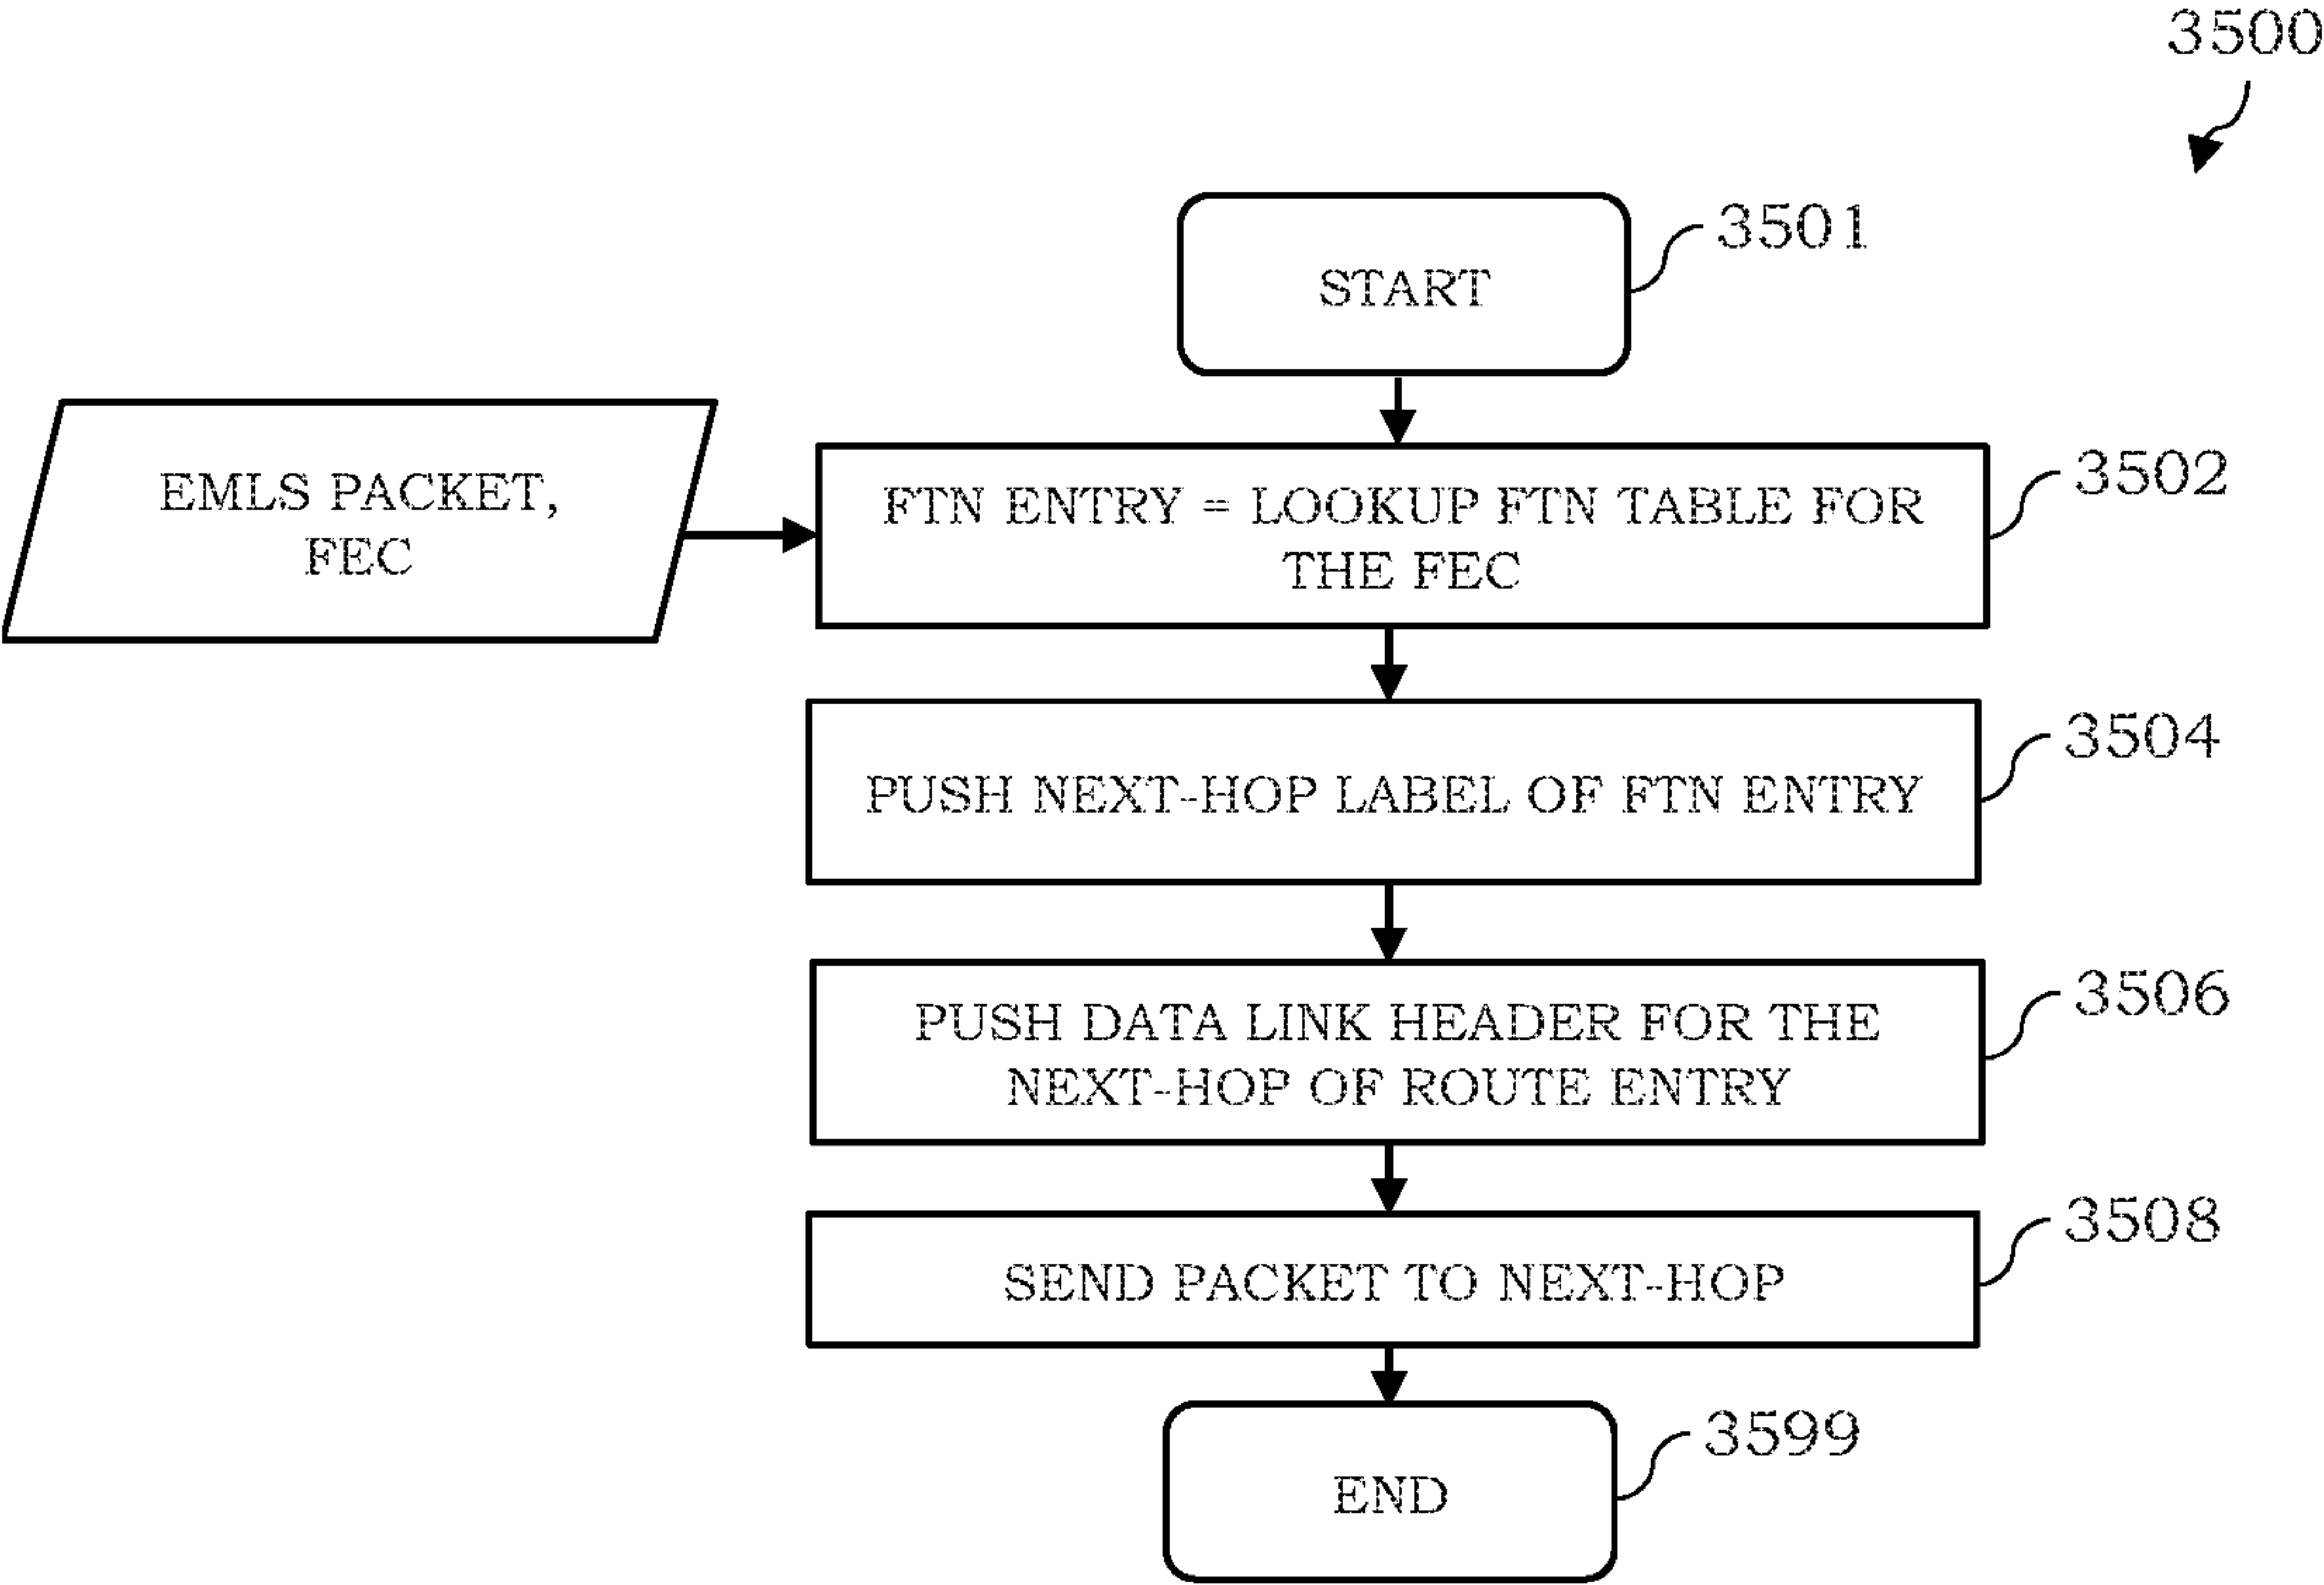 3500
START
3501
EMLS PACKET,
FEC
FTN ENTRY = LOOKUP FTN TABLE FOR
THE FEC
3502
PUSH NEXT-HOP LABEL OF FTN ENTRY
3504
PUSH DATA LINK HEADER FOR THE
NEXT-HOP OF ROUTE ENTRY
3506
SEND PACKET TO NEXT-HOP
3508
END
3599